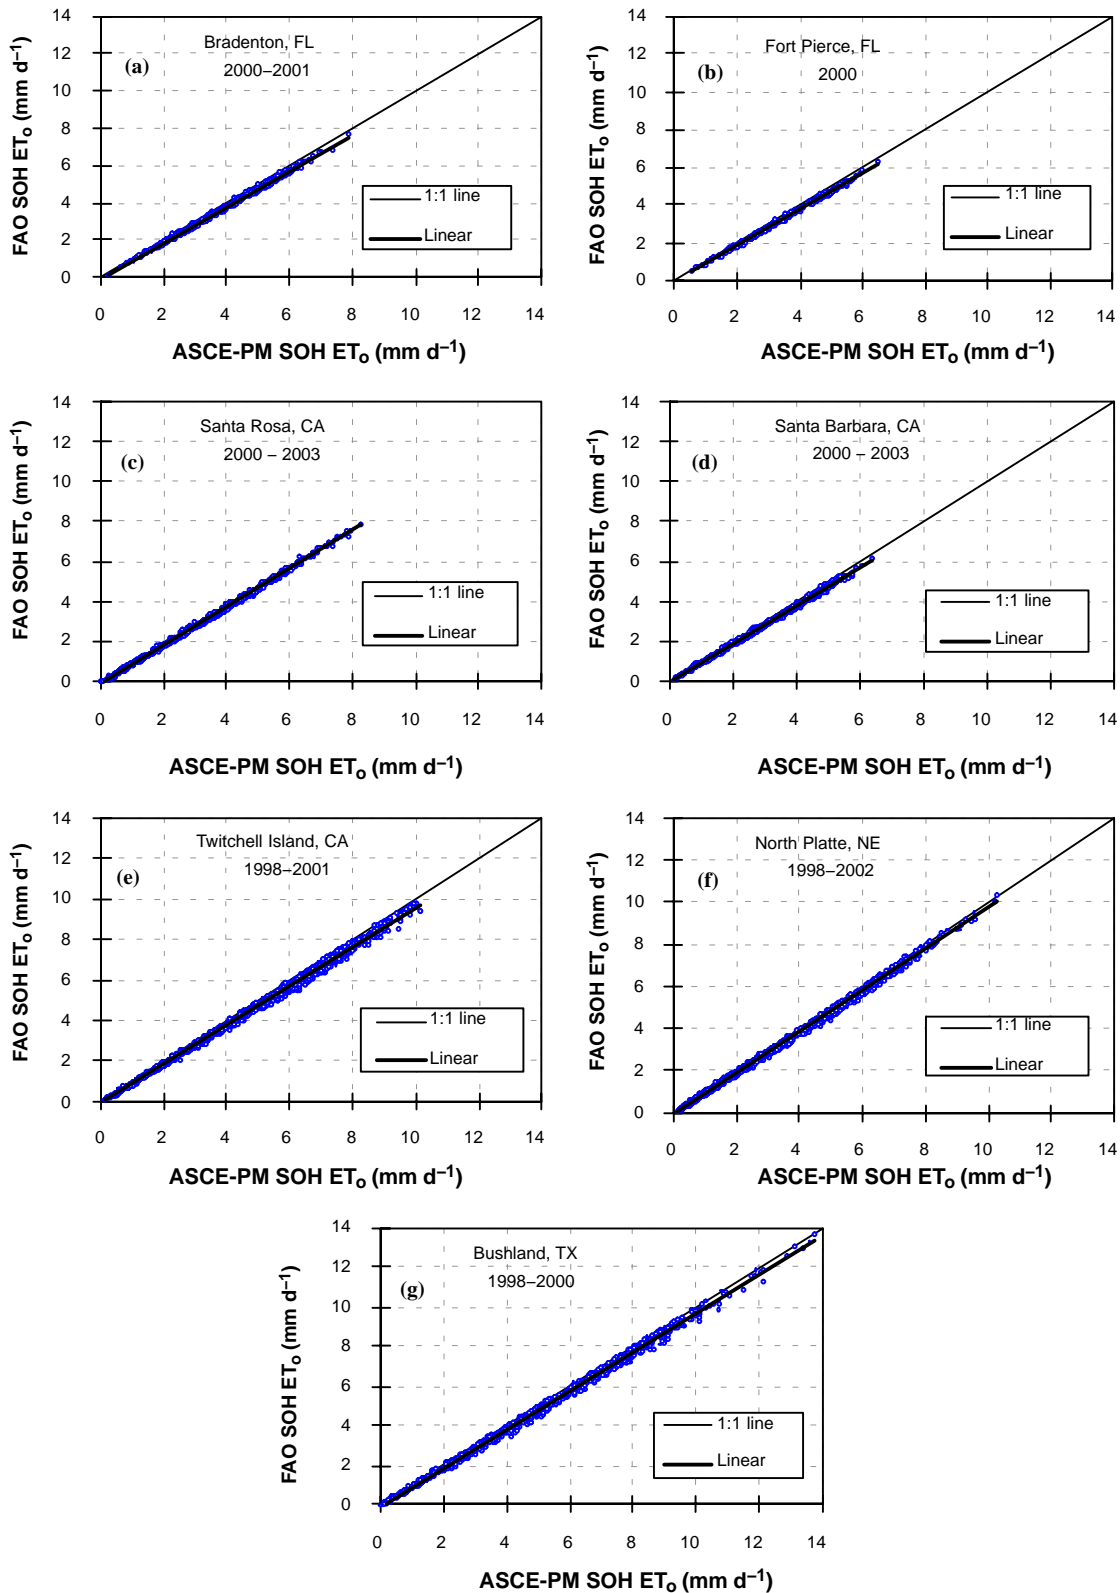 14
12
10
8
6
4
2
0
FAO SOH ETo (mm d–1)
(a)
Bradenton, FL
2000–2001
1:1 line
Linear
0 2 4 6 8 10 12 14
ASCE-PM SOH ETo (mm d–1)
14
12
10
8
6
4
2
0
FAO SOH ETo (mm d–1)
(b)
Fort Pierce, FL
2000
1:1 line
Linear
0 2 4 6 8 10 12 14
ASCE-PM SOH ETo (mm d–1)
14
12
10
8
6
4
2
0
FAO SOH ETo (mm d–1)
(c)
Santa Rosa, CA
2000 – 2003
1:1 line
Linear
0 2 4 6 8 10 12 14
ASCE-PM SOH ETo (mm d–1)
14
12
10
8
6
4
2
0
FAO SOH ETo (mm d–1)
(d)
Santa Barbara, CA
2000 – 2003
1:1 line
Linear
0 2 4 6 8 10 12 14
ASCE-PM SOH ETo (mm d–1)
14
12
10
8
6
4
2
0
FAO SOH ETo (mm d–1)
(e)
Twitchell Island, CA
1998–2001
1:1 line
Linear
0 2 4 6 8 10 12 14
ASCE-PM SOH ETo (mm d–1)
14
12
10
8
6
4
2
0
FAO SOH ETo (mm d–1)
(f)
North Platte, NE
1998–2002
1:1 line
Linear
0 2 4 6 8 10 12 14
ASCE-PM SOH ETo (mm d–1)
14
12
10
8
6
4
2
0
FAO SOH ETo (mm d–1)
(g)
Bushland, TX
1998–2000
1:1 line
Linear
0 2 4 6 8 10 12 14
ASCE-PM SOH ETo (mm d–1)